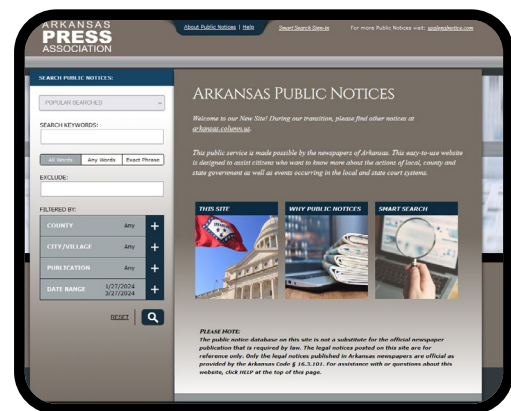 ARKANSAS
PRESS
ASSOCIATION
About Public Notices | Help
Smart Search Sign-in
For more Public Notices visit: usalegalnotice.com
SEARCH PUBLIC NOTICES:
POPULAR SEARCHES
SEARCH KEYWORDS:
All Words Any Words Exact Phrase
EXCLUDE:
FILTERED BY:
COUNTY Any +
CITY/VILLAGE Any +
PUBLICATION Any +
DATE RANGE 1/27/2024 +
3/27/2024
RESET
ARKANSAS PUBLIC NOTICES
Welcome to our New Site! During our transition, please find other notices at
arkansas.column.us.
This public service is made possible by the newspapers of Arkansas. This easy-to-use website
is designed to assist citizens who want to know more about the actions of local, county and
state government as well as events occurring in the local and state court systems.
THIS SITE
WHY PUBLIC NOTICES
SMART SEARCH
PLEASE NOTE:
The public notice database on this site is not a substitute for the official newspaper
publication that is required by law. The legal notices posted on this site are for
reference only. Only the legal notices published in Arkansas newspapers are official as
provided by the Arkansas Code § 16.3.101. For assistance with or questions about this
website, click HELP at the top of this page.